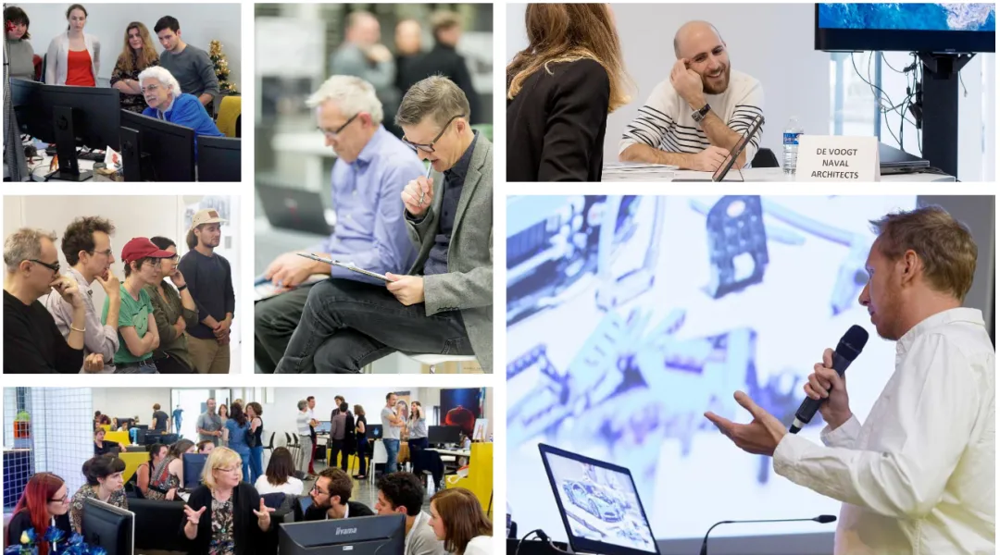 DE VOOGT
NAVAL
ARCHITECTS
iiyama